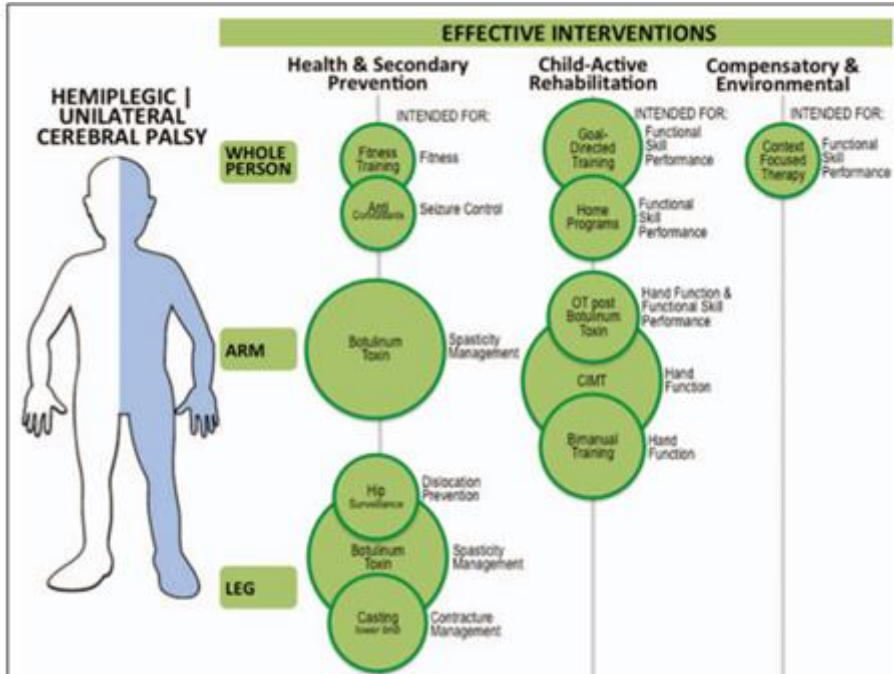 EFFECTIVE INTERVENTIONS
Health & Secondary
Prevention
Child-Active
Rehabilitation
Compensatory &
Environmental
HEMIPLEGIC |
UNILATERAL
CEREBRAL PALSY
INTENDED FOR:
INTENDED FOR:
INTENDED FOR:
WHOLE
PERSON
Fitness
Training
Fitness
Anti
Convulsants
Seizure Control
Goal-
Directed
Training
Functional
Skill
Performance
Home
Programs
Functional
Skill
Performance
Context
Focused
Therapy
Functional
Skill
Performance
ARM
Botulinum
Toxin
Spasticity
Management
OT post
Botulinum
Toxin
Hand Function &
Functional Skill
Performance
CIMT
Hand
Function
Bimanual
Training
Hand
Function
LEG
Hip
Surveillance
Dislocation
Prevention
Botulinum
Toxin
Spasticity
Management
Casting
lower limb
Contracture
Management